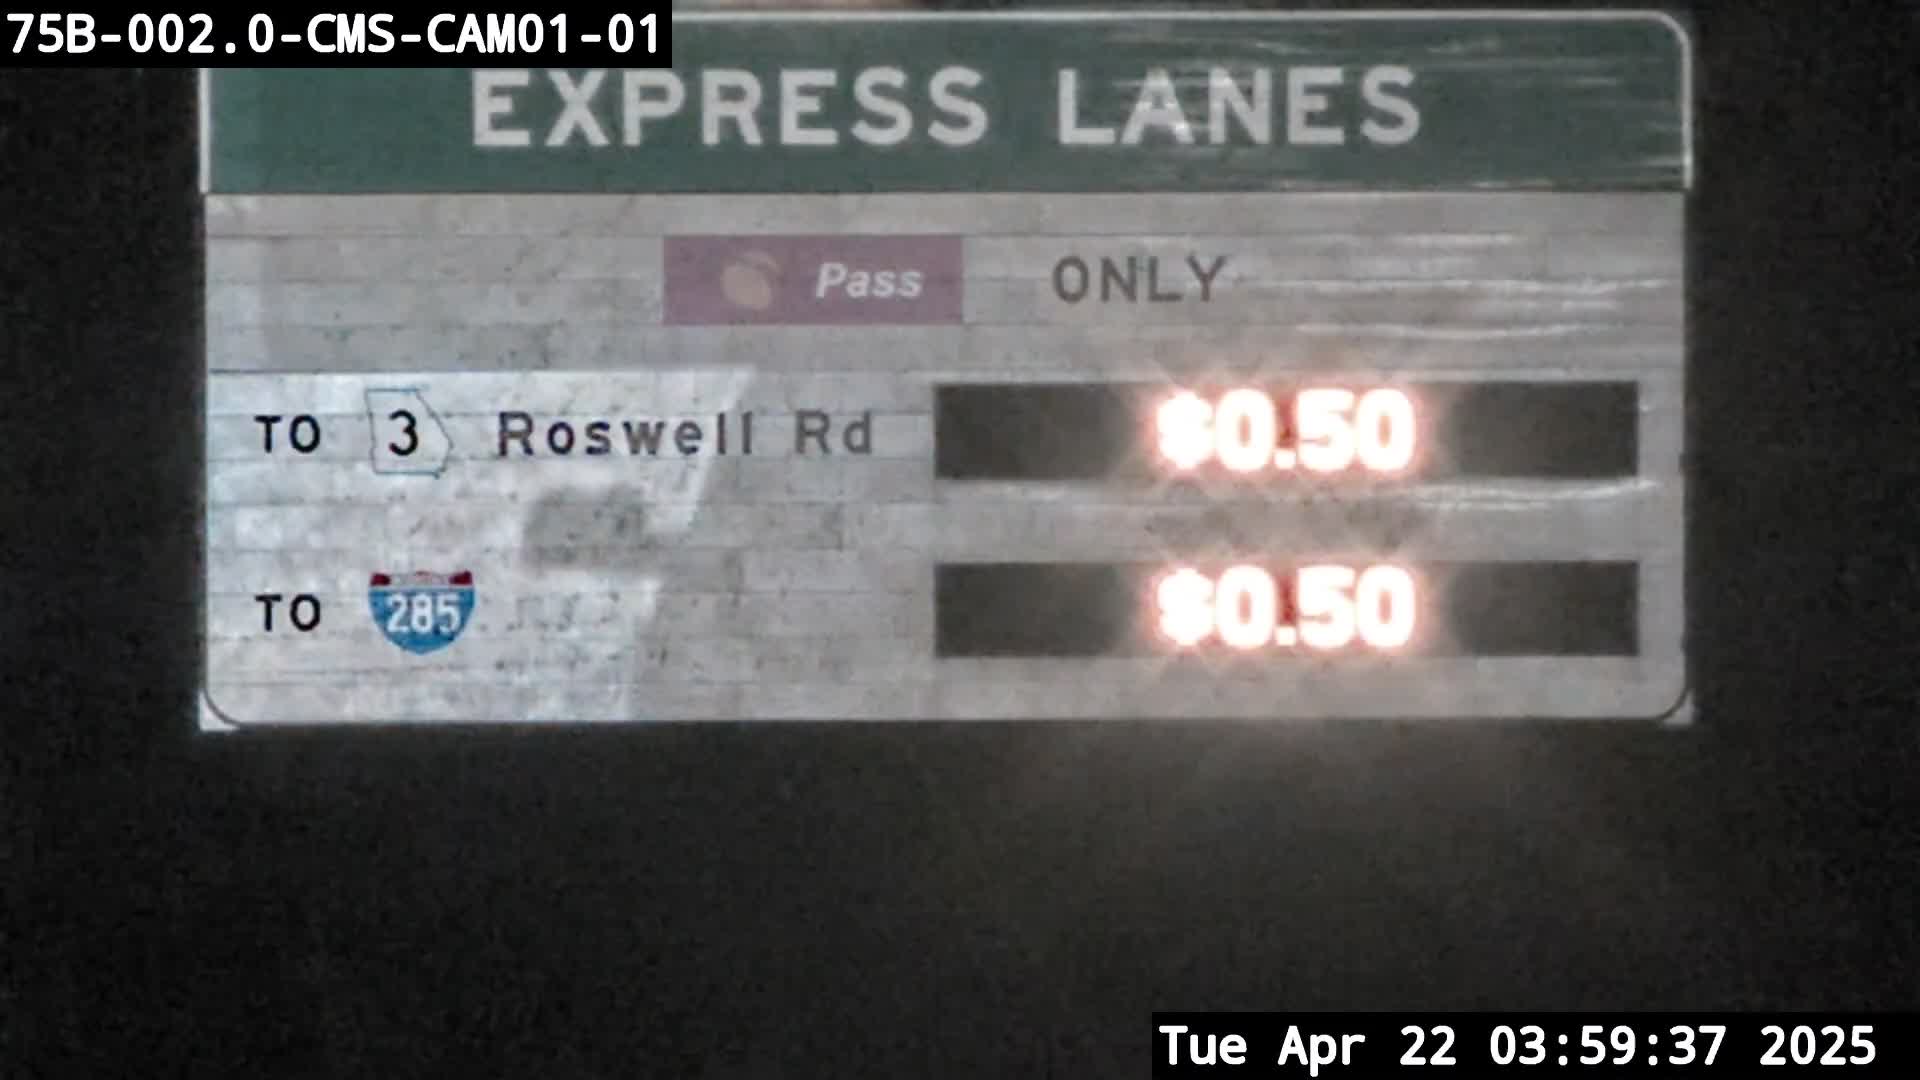 75B-002.0-CMS-CAM01-01
EXPRESS LANES
Pass ONLY
TO 3 Roswell Rd $0.50
TO 285 $0.50
Tue Apr 22 03:59:37 2025